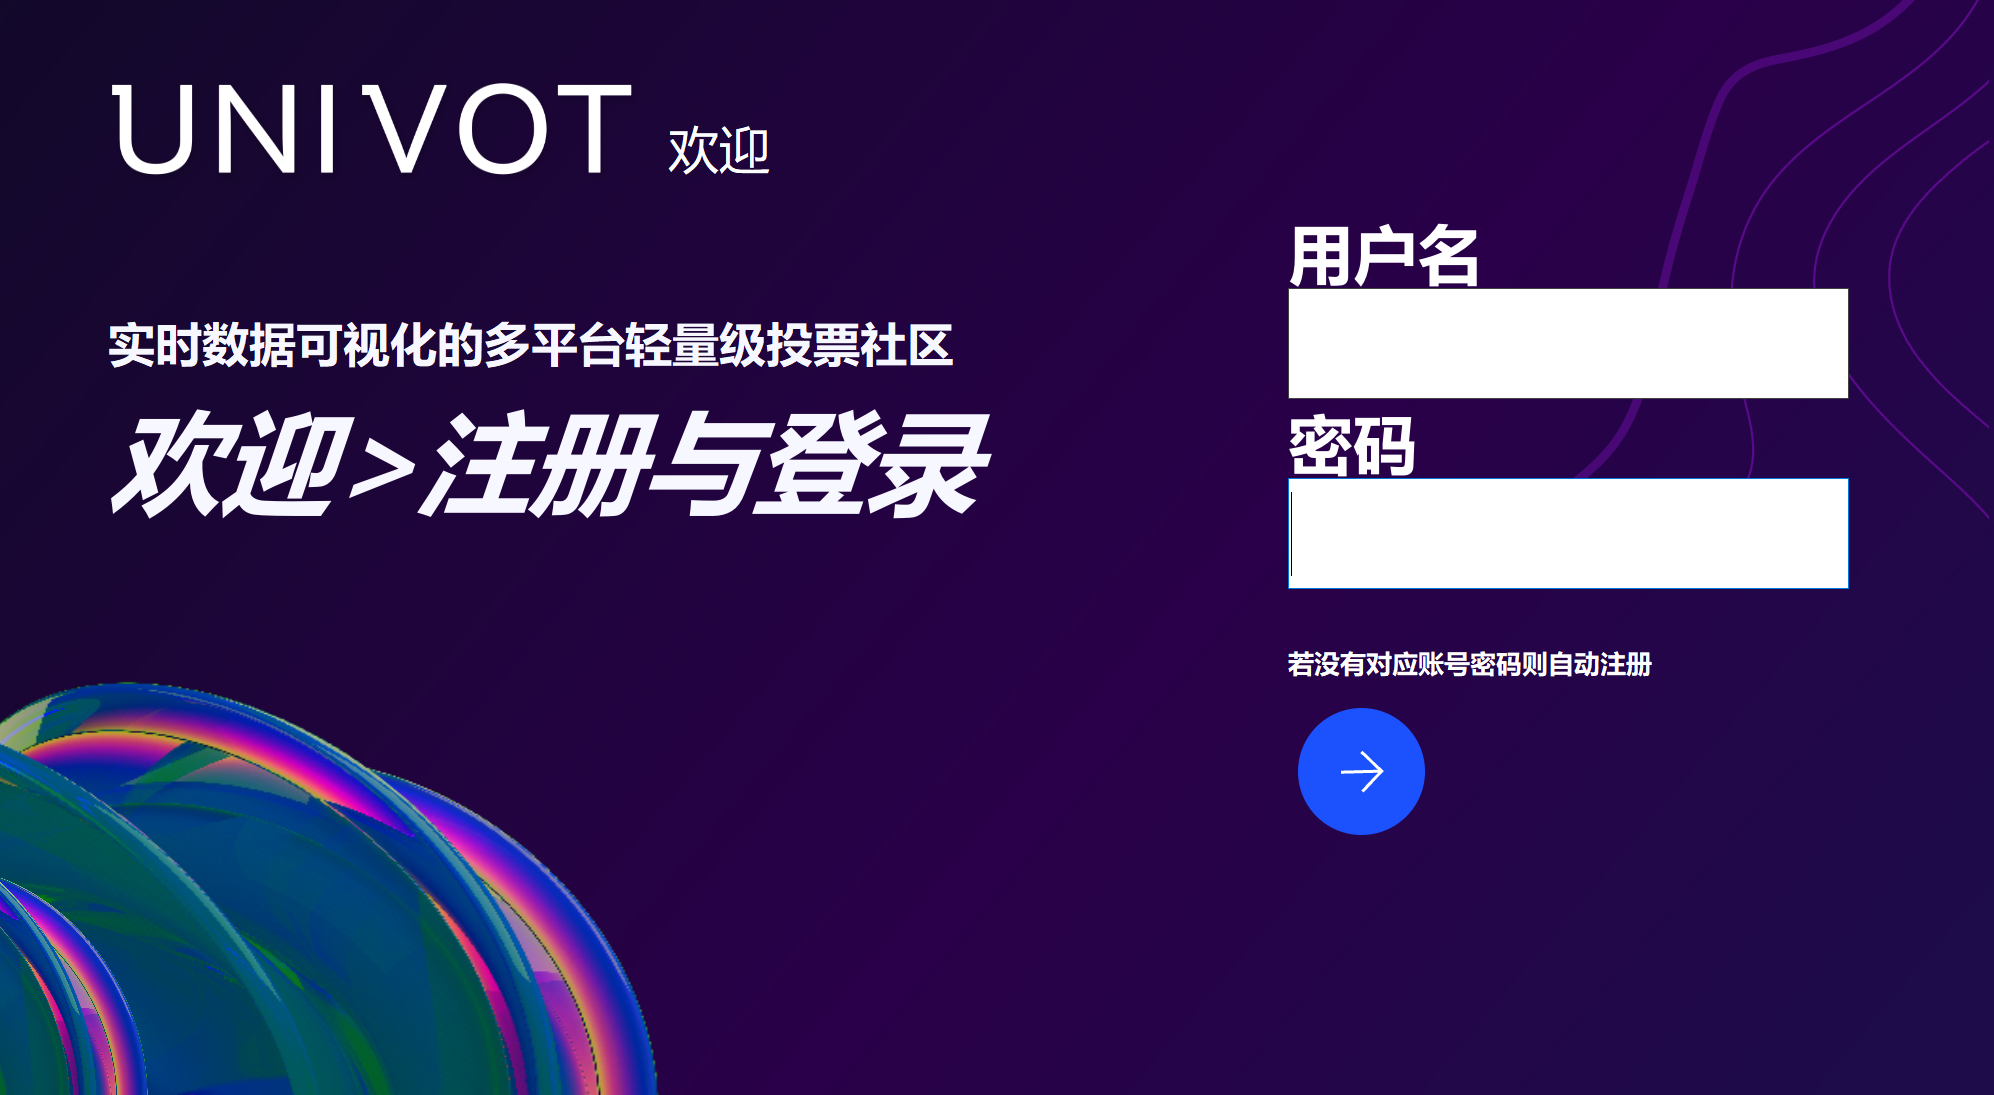 UNIVOT 欢迎
实时数据可视化的多平台轻量级投票社区
欢迎>注册与登录
用户名
密码
若没有对应账号密码则自动注册